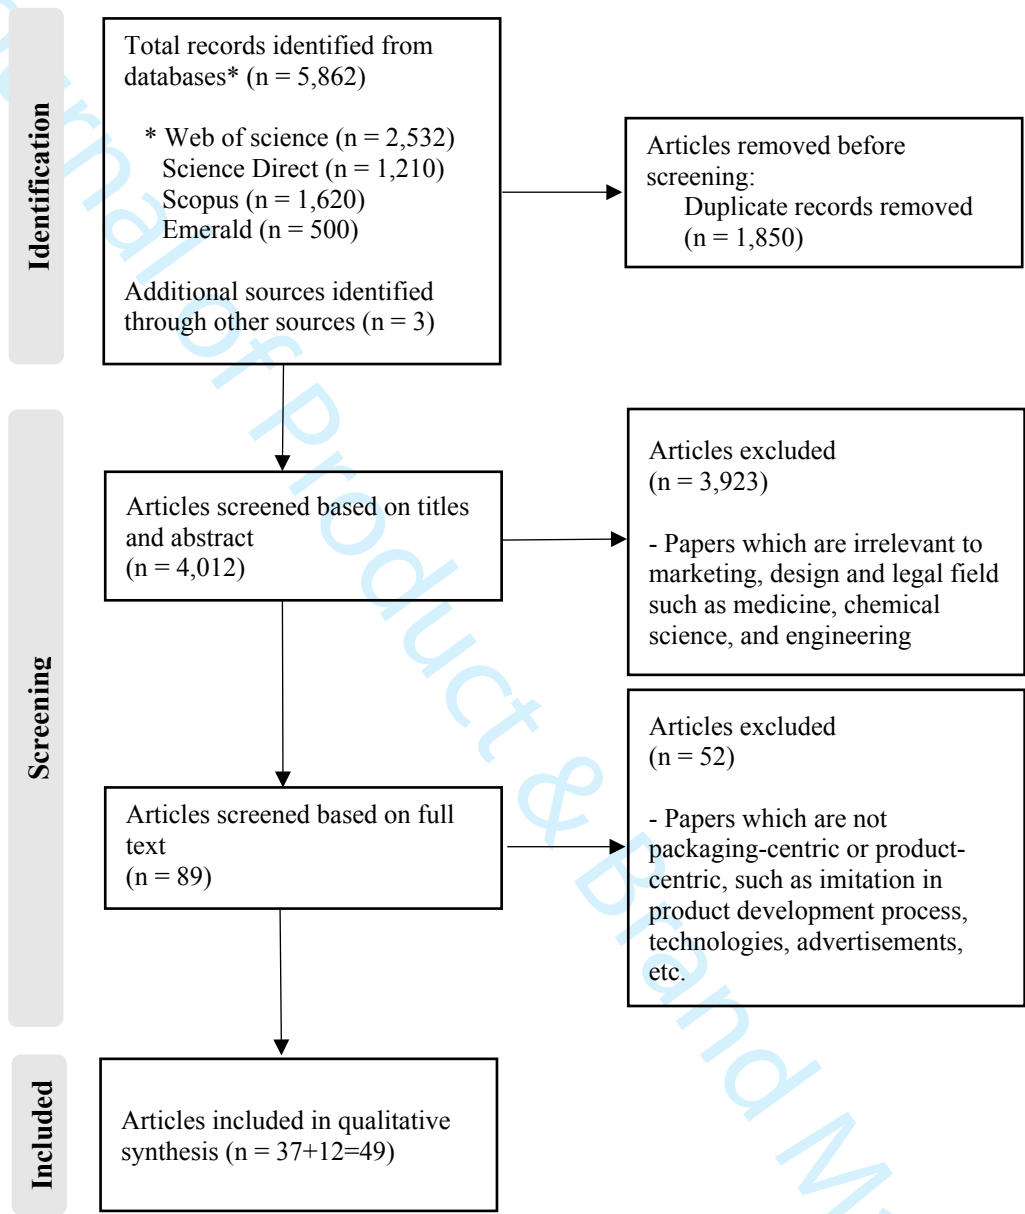 Identification
Total records identified from
databases* (n = 5,862)
* Web of science (n = 2,532)
Science Direct (n = 1,210)
Scopus (n = 1,620)
Emerald (n = 500)
Additional sources identified
through other sources (n = 3)
Articles removed before
screening:
Duplicate records removed
(n = 1,850)
Screening
Articles screened based on titles
and abstract
(n = 4,012)
Articles excluded
(n = 3,923)
- Papers which are irrelevant to
marketing, design and legal field
such as medicine, chemical
science, and engineering
Articles screened based on full
text
(n = 89)
Articles excluded
(n = 52)
- Papers which are not
packaging-centric or product-
centric, such as imitation in
product development process,
technologies, advertisements,
etc.
Included
Articles included in qualitative
synthesis (n = 37+12=49)
rnal of Product & Brand M